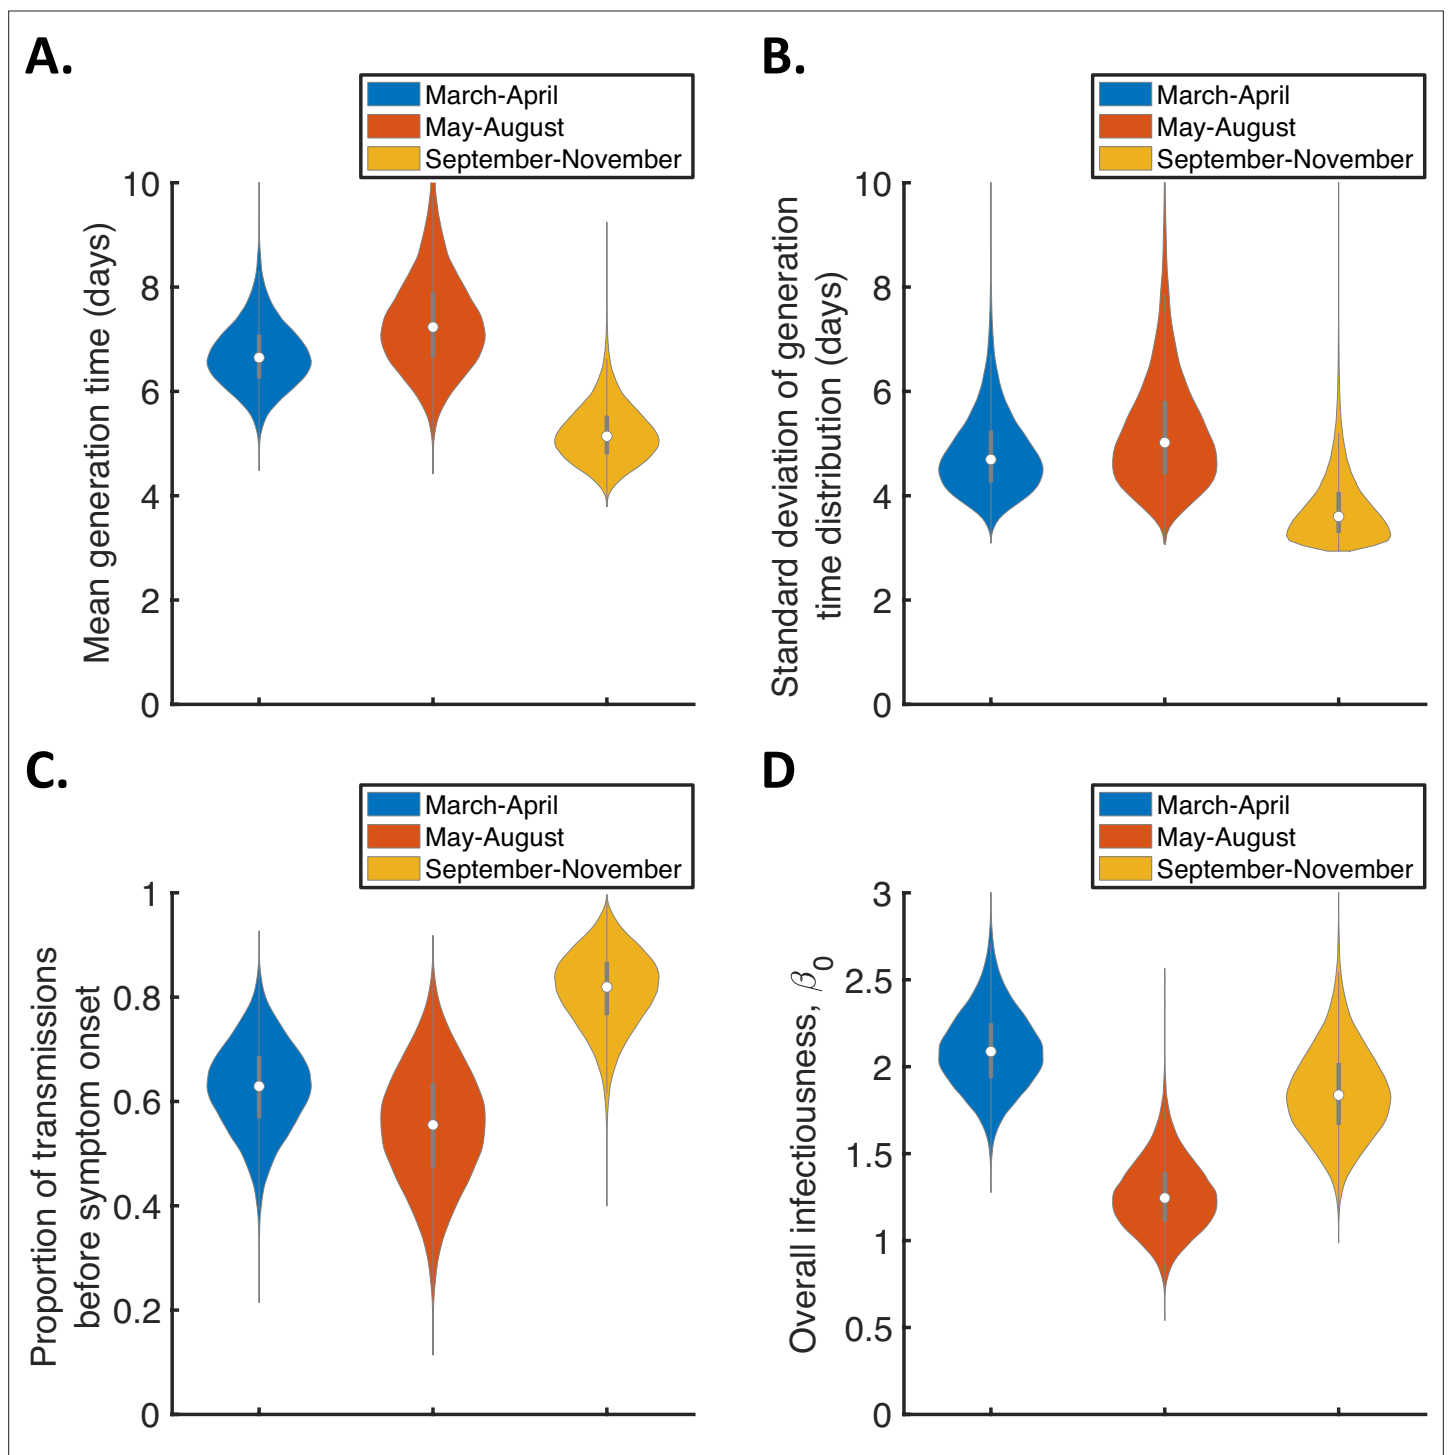 A.
March-April
May-August
September-November
10
8
6
4
2
0
Mean generation time (days)
B.
March-April
May-August
September-November
10
8
6
4
2
0
Standard deviation of generation
time distribution (days)
C.
March-April
May-August
September-November
1
0.8
0.6
0.4
0.2
0
Proportion of transmissions
before symptom onset
D
March-April
May-August
September-November
3
2.5
2
1.5
1
0.5
0
Overall infectiousness, β0